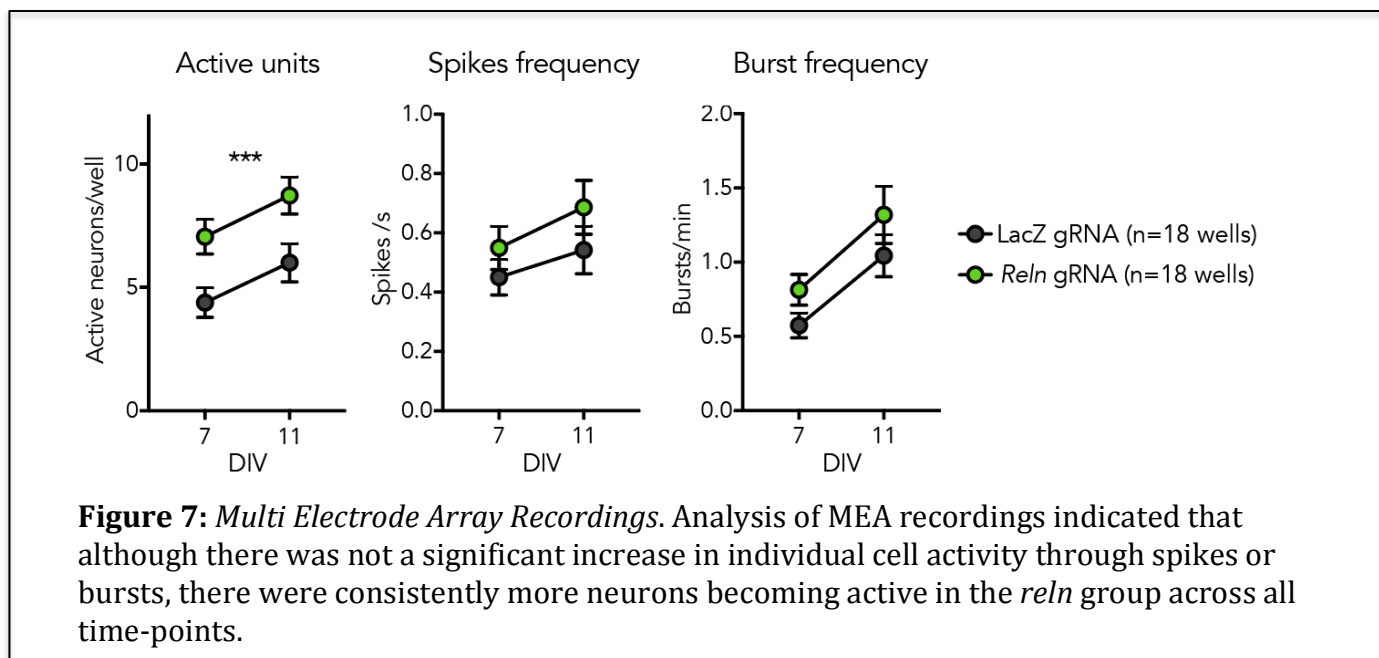 Active units
Spikes frequency
Burst frequency
Active neurons/well
10
5
0
***
7
11
DIV
Spikes /s
1.0
0.8
0.6
0.4
0.2
0.0
7
11
DIV
Bursts/min
2.0
1.5
1.0
0.5
0.0
7
11
DIV
LacZ gRNA (n=18 wells)
Reln gRNA (n=18 wells)
Figure 7: Multi Electrode Array Recordings. Analysis of MEA recordings indicated that
although there was not a significant increase in individual cell activity through spikes or
bursts, there were consistently more neurons becoming active in the reln group across all
time-points.